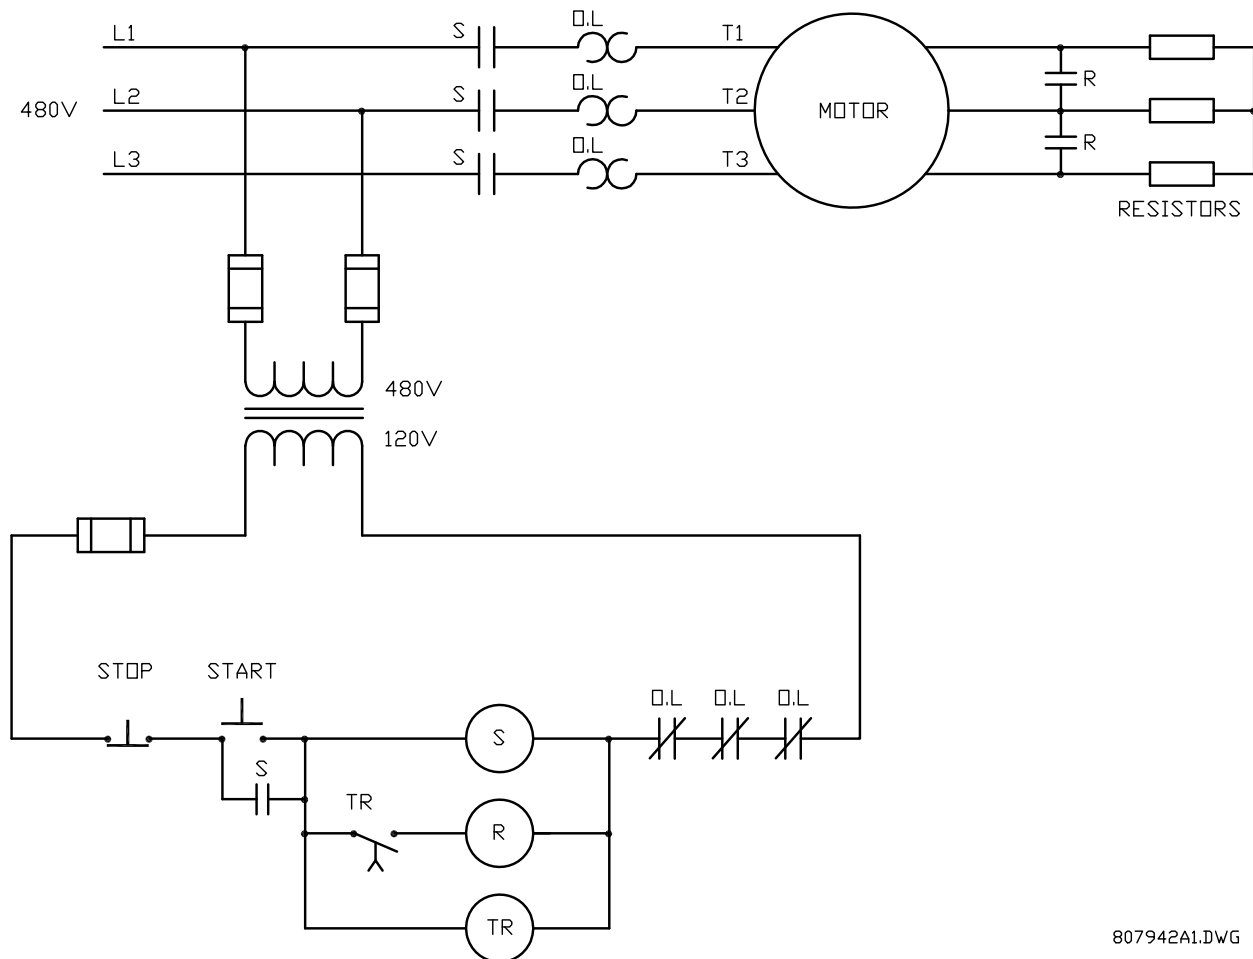 O.L
L1
S
T1
R
O.L
480V
L2
S
T2
MOTOR
O.L
R
L3
S
T3
RESISTORS
480V
120V
STOP
START
O.L
O.L
O.L
S
S
TR
R
TR
807942A1.DWG